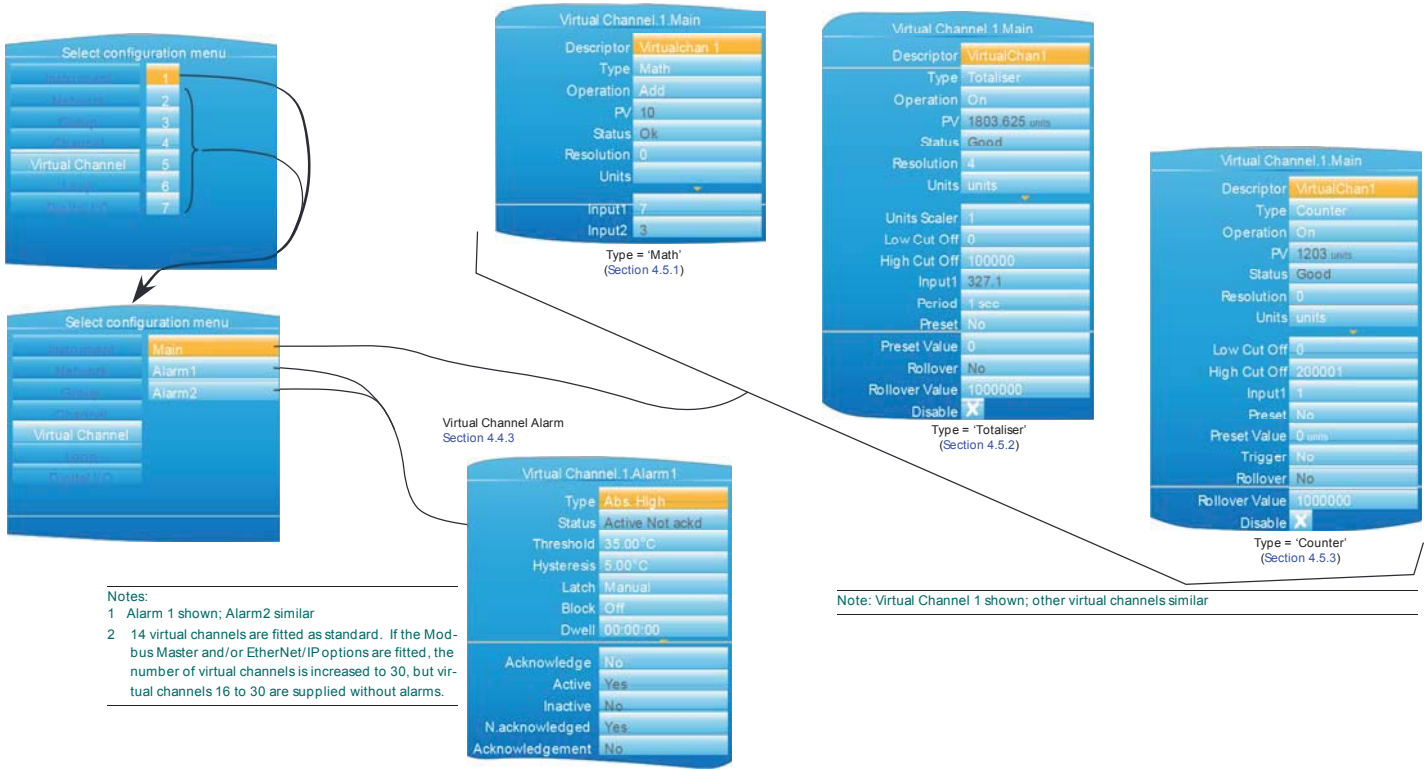 Select configuration menu
Instrument 1
Network 2
Group 3
Channel 4
Virtual Channel 5
Loop 6
Digital I/O 7
Select configuration menu
Instrument Main
Network Alarm1
Group Alarm2
Channel
Virtual Channel
Loop
Digital I/O
Notes:
1 Alarm 1 shown; Alarm2 similar
2 14 virtual channels are fitted as standard. If the Mod-
bus Master and/or EtherNet/IP options are fitted, the
number of virtual channels is increased to 30, but vir-
tual channels 16 to 30 are supplied without alarms.
Virtual Channel.1.Main
Descriptor Virtualchan 1
Type Math
Operation Add
PV 10
Status Ok
Resolution 0
Units
Input1 7
Input2 3
Type = ‘Math’
(Section 4.5.1)
Virtual Channel Alarm
Section 4.4.3
Virtual Channel.1.Alarm1
Type Abs. High
Status Active Not ackd
Threshold 35.00°C
Hysteresis 5.00°C
Latch Manual
Block Off
Dwell 00:00:00
Acknowledge No
Active Yes
Inactive No
N.acknowledged Yes
Acknowledgement No
Virtual Channel.1.Main
Descriptor VirtualChan1
Type Totaliser
Operation On
PV 1803.625 units
Status Good
Resolution 4
Units units
Units Scaler 1
Low Cut Off 0
High Cut Off 100000
Input1 327.1
Period 1 sec
Preset No
Preset Value 0
Rollover No
Rollover Value 1000000
Disable X
Type = ‘Totaliser’
(Section 4.5.2)
Virtual Channel.1.Main
Descriptor VirtualChan1
Type Counter
Operation On
PV 1203 units
Status Good
Resolution 0
Units units
Low Cut Off 0
High Cut Off 200001
Input1 1
Preset No
Preset Value 0 units
Trigger No
Rollover No
Rollover Value 1000000
Disable X
Type = ‘Counter’
(Section 4.5.3)
Note: Virtual Channel 1 shown; other virtual channels similar